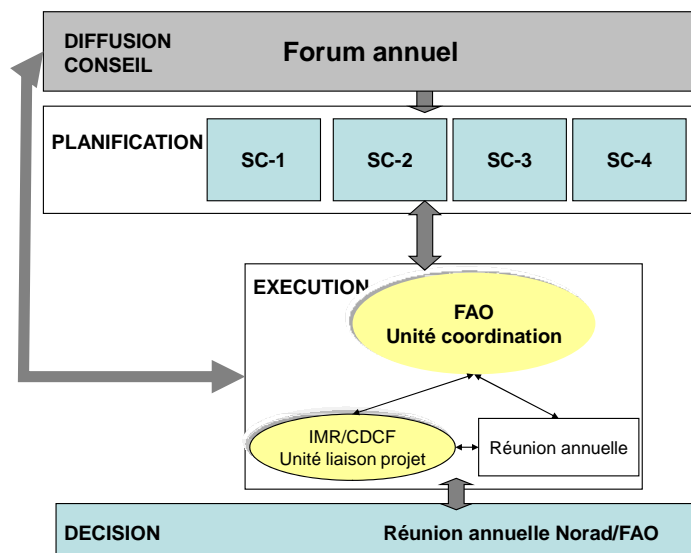 DIFFUSION
CONSEIL
Forum annuel
PLANIFICATION
SC-1
SC-2
SC-3
SC-4
EXECUTION
FAO
Unité coordination
IMR/CDCF
Unité liaison projet
Réunion annuelle
DECISION
Réunion annuelle Norad/FAO